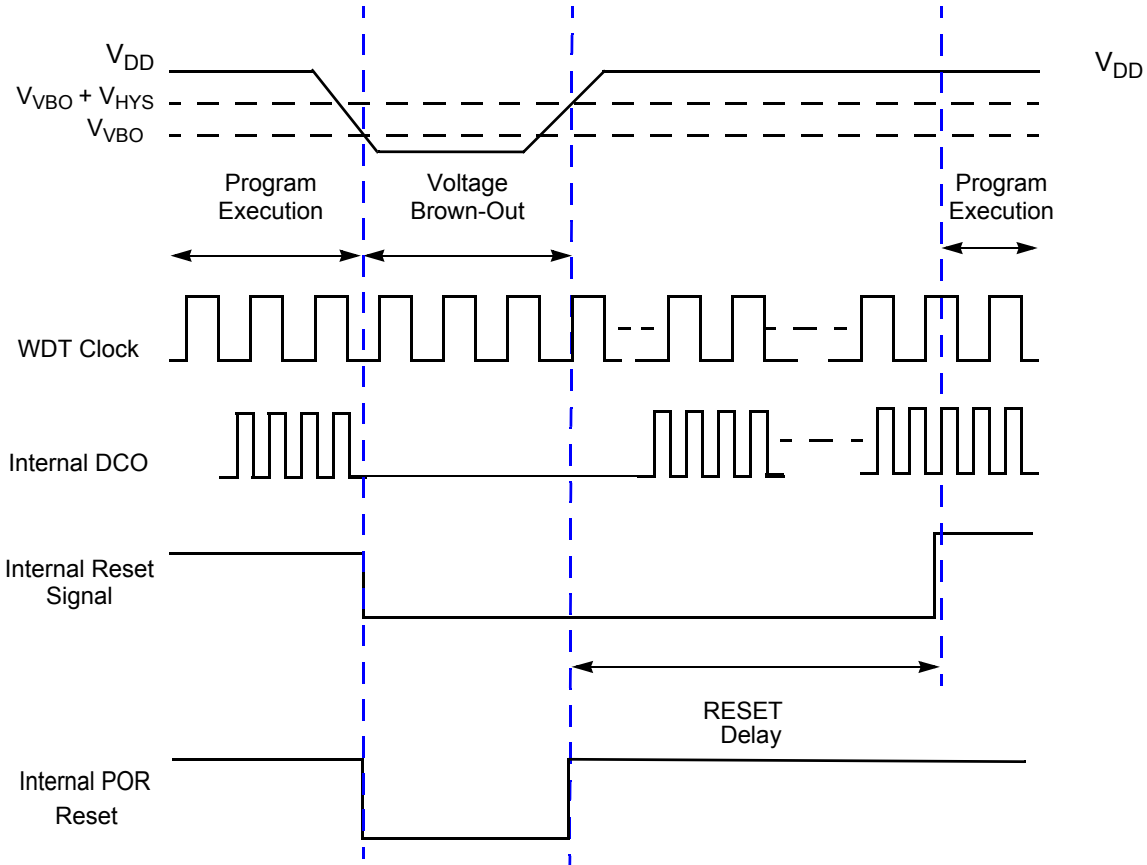 VDD
VDD
VVBO + VHYS
VVBO
Program
Execution
Voltage
Brown-Out
Program
Execution
WDT Clock
Internal DCO
Internal Reset
Signal
RESET
Delay
Internal POR
Reset